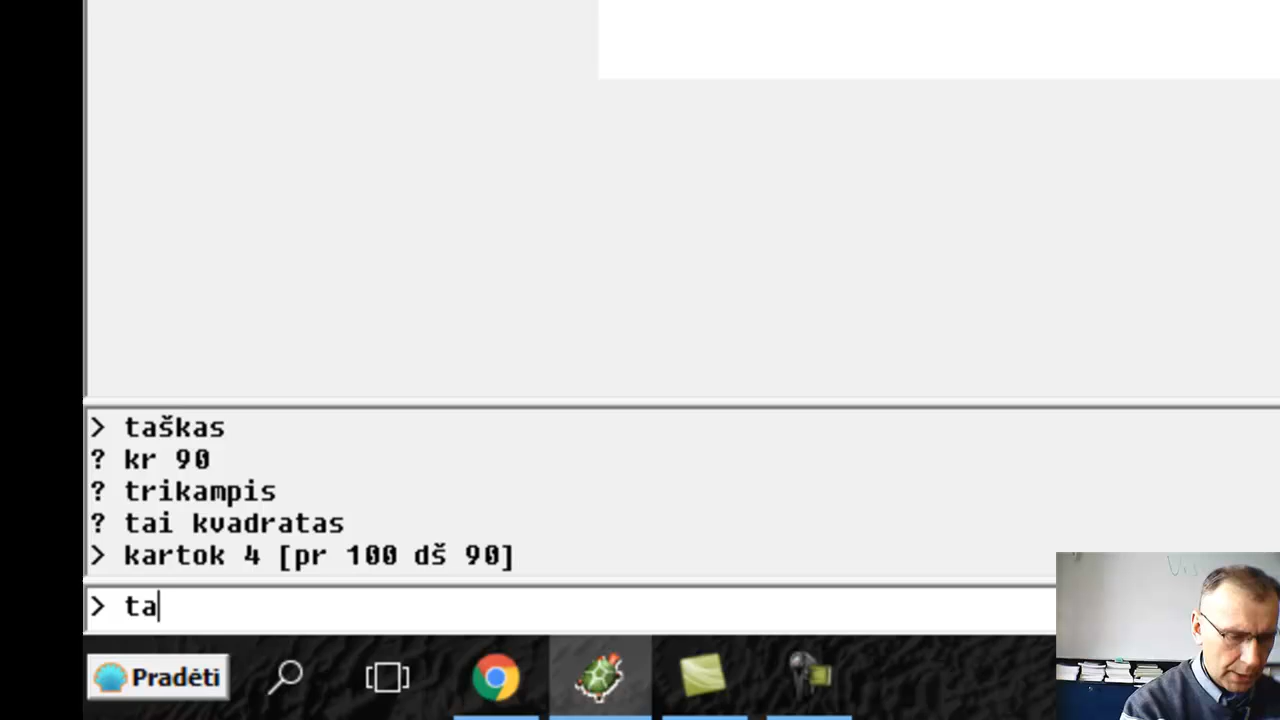 > taškas
? kr 90
? trikampis
? tai kvadratas
> kartok 4 [pr 100 dš 90]
> ta
Pradėti